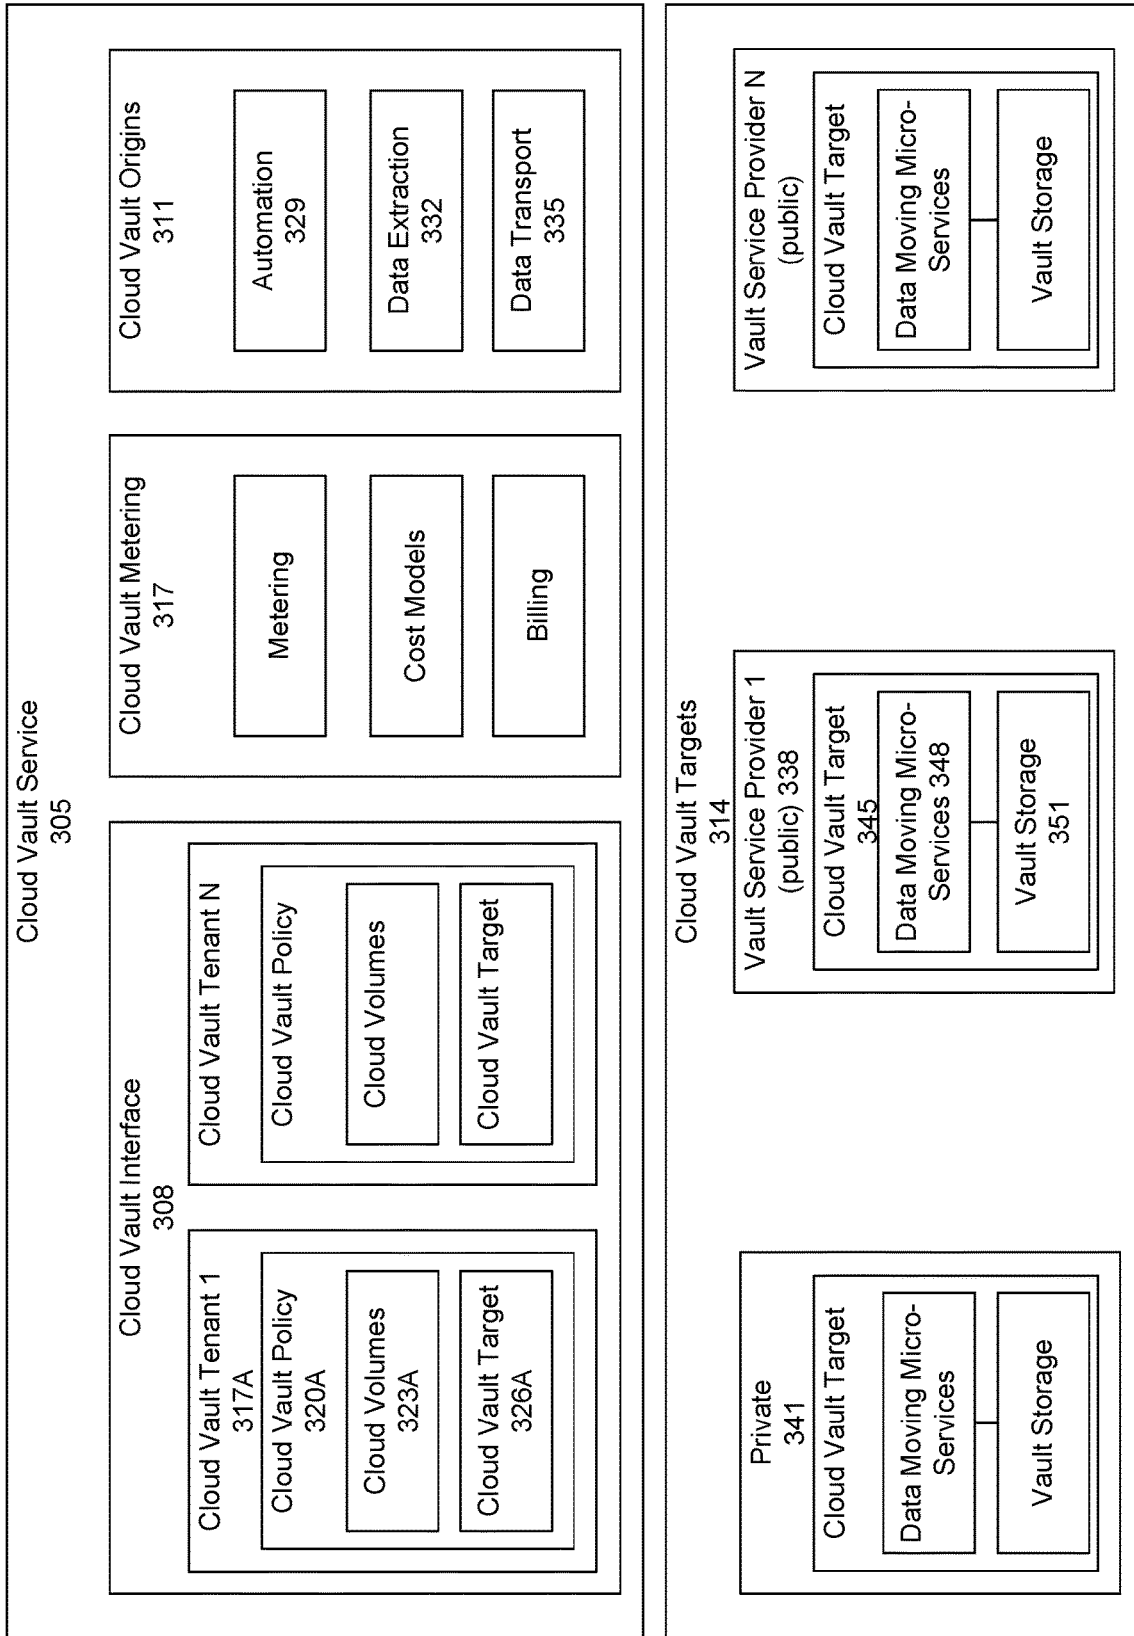 Cloud Vault Service
305
Cloud Vault Interface
308
Cloud Vault Tenant 1
317A
Cloud Vault Policy
320A
Cloud Volumes
323A
Cloud Vault Target
326A
Cloud Vault Tenant N
Cloud Vault Policy
Cloud Volumes
Cloud Vault Target
Cloud Vault Metering
317
Metering
Cost Models
Billing
Cloud Vault Origins
311
Automation
329
Data Extraction
332
Data Transport
335
Cloud Vault Targets
314
Private
341
Cloud Vault Target
Data Moving Micro-
Services
Vault Storage
Vault Service Provider 1
(public) 338
Cloud Vault Target
345
Data Moving Micro-
Services 348
Vault Storage
351
Vault Service Provider N
(public)
Cloud Vault Target
Data Moving Micro-
Services
Vault Storage